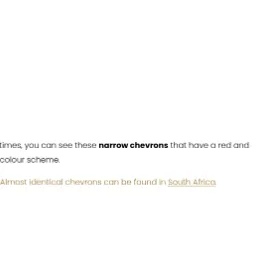 times, you can see these narrow chevrons that have a red and
colour scheme.
Almost identical chevrons can be found in South Africa.